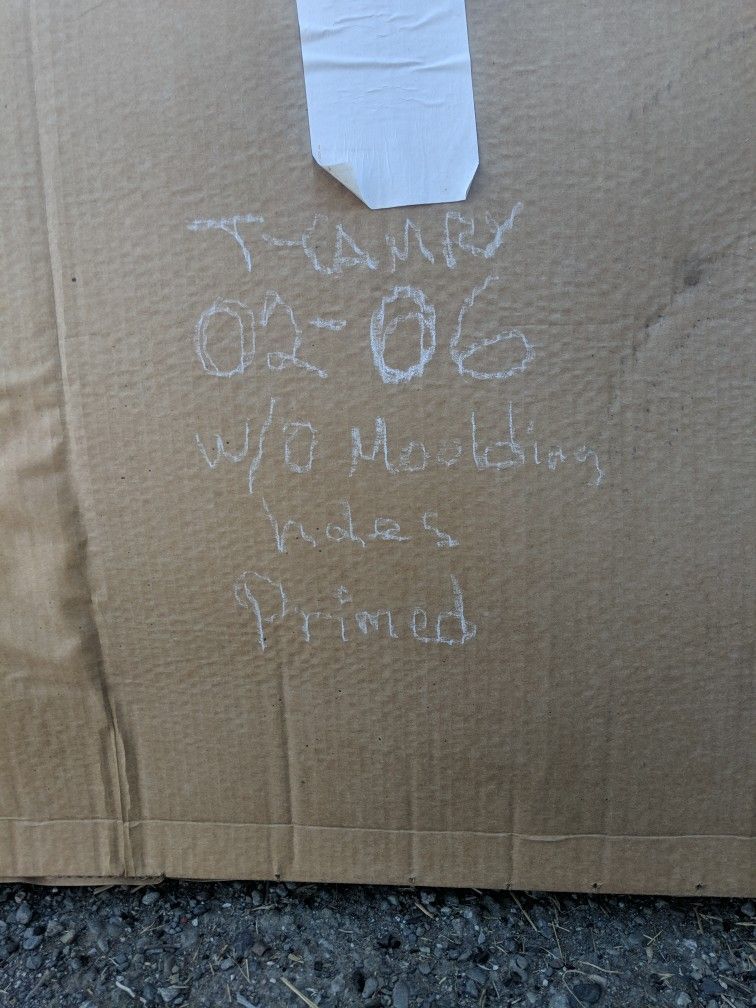 T-CAMRY
02-06
W/O Moolding
holes
Primed